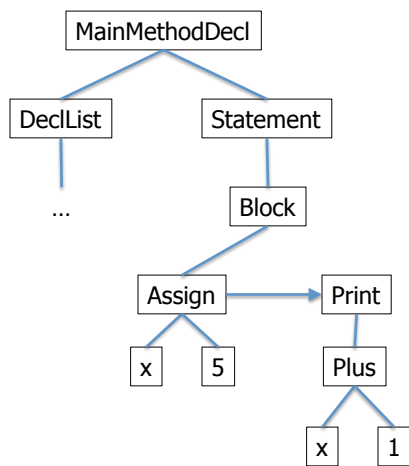 MainMethodDecl
DeclList Statement
… Block
Assign Print
x 5 Plus
x 1